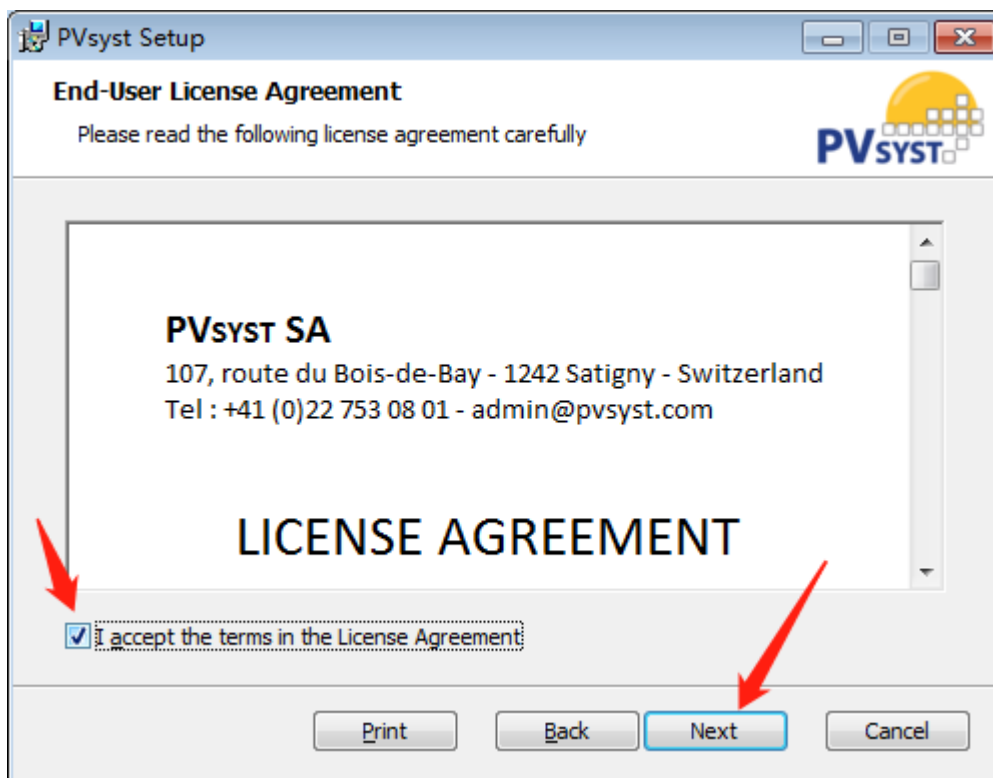 PVsyst Setup
End-User License Agreement
Please read the following license agreement carefully
PVSYST
PVSYST SA
107, route du Bois-de-Bay - 1242 Satigny - Switzerland
Tel : +41 (0)22 753 08 01 - admin@pvsyst.com
LICENSE AGREEMENT
I accept the terms in the License Agreement
Print Back Next Cancel